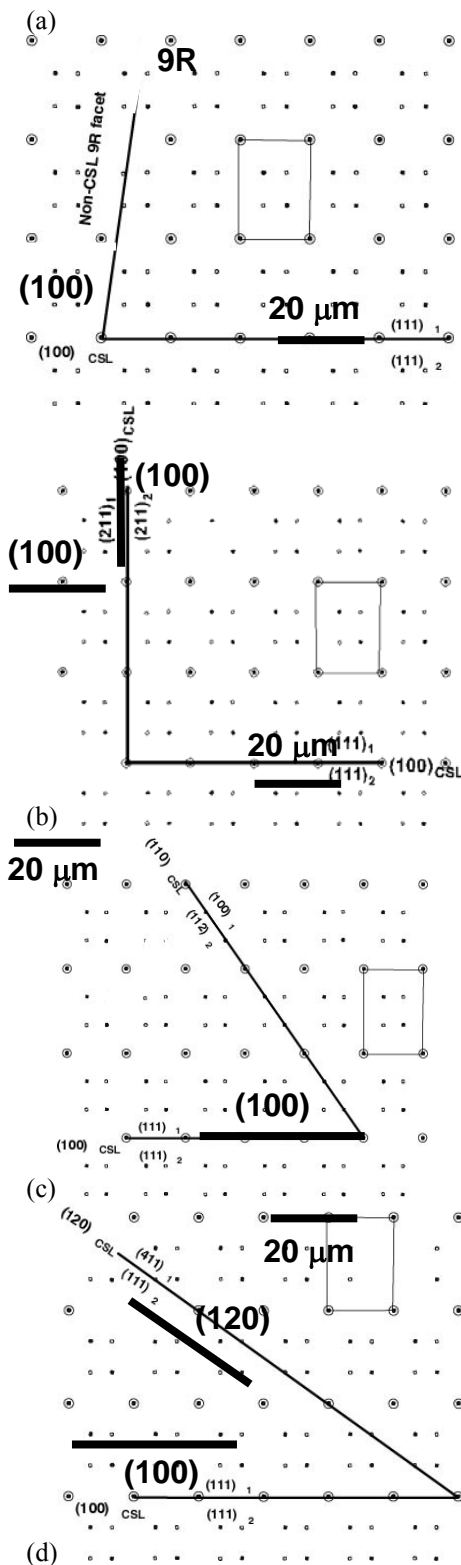 (a)
9R
Non-CSL 9R facet
(100)
20 μm
(111) 1
(100) CSL
(111) 2
(100) CSL
(100)
(211)1
(211)2
(100)
20 μm
(111)1
(100)CSL
(111)2
(b)
20 μm
(110) CSL
(100) 1
(112) 2
(100)
(111) 1
(100) CSL
(111) 2
(c)
20 μm
(120) CSL
(411) 1
(111) 2
(120)
(100)
(111) 1
(100) CSL
(111) 2
(d)